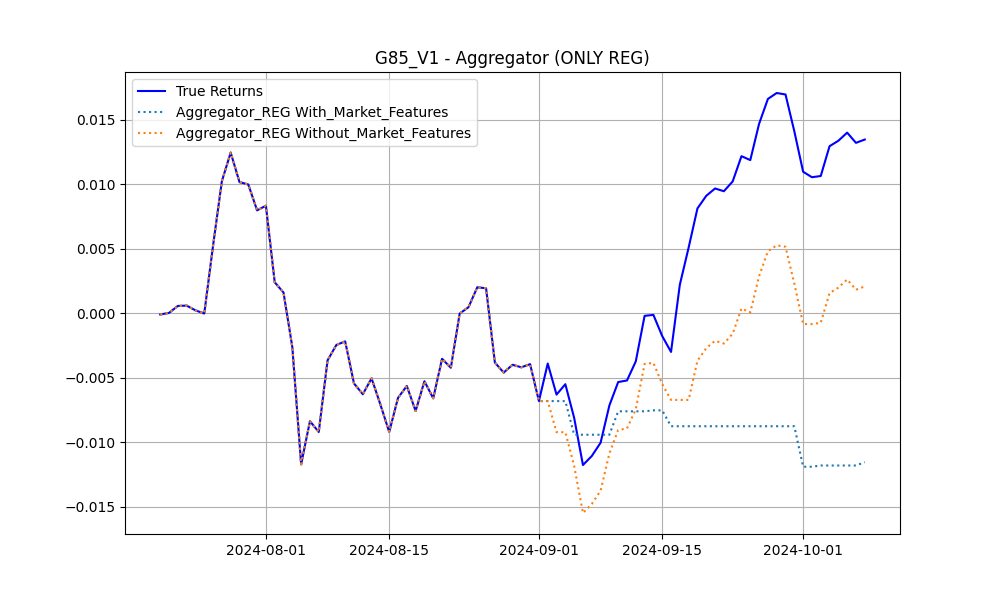 G85_V1 - Aggregator (ONLY REG)
True Returns
Aggregator_REG With_Market_Features
Aggregator_REG Without_Market_Features
0.015
0.010
0.005
0.000
−0.005
−0.010
−0.015
2024-08-01 2024-08-15 2024-09-01 2024-09-15 2024-10-01